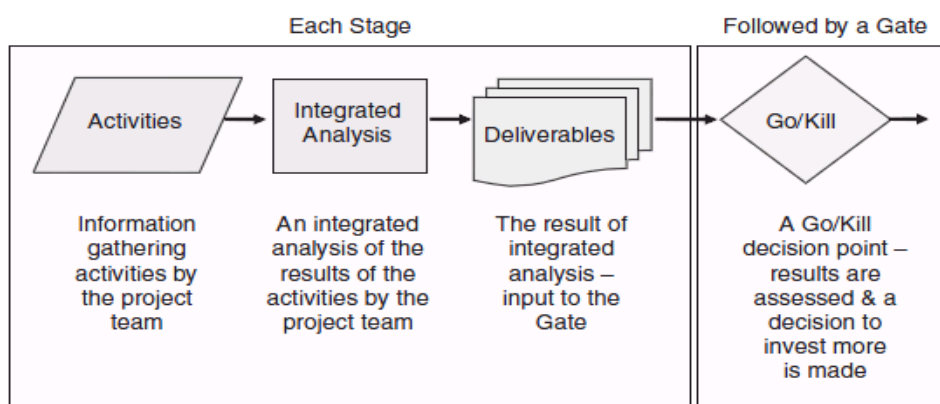 Each Stage
Followed by a Gate
Activities
Integrated
Analysis
Deliverables
Go/Kill
Information
gathering
activities by
the project
team
An integrated
analysis of the
results of the
activities by the
project team
The result of
integrated
analysis –
input to the
Gate
A Go/Kill
decision point –
results are
assessed & a
decision to
invest more
is made